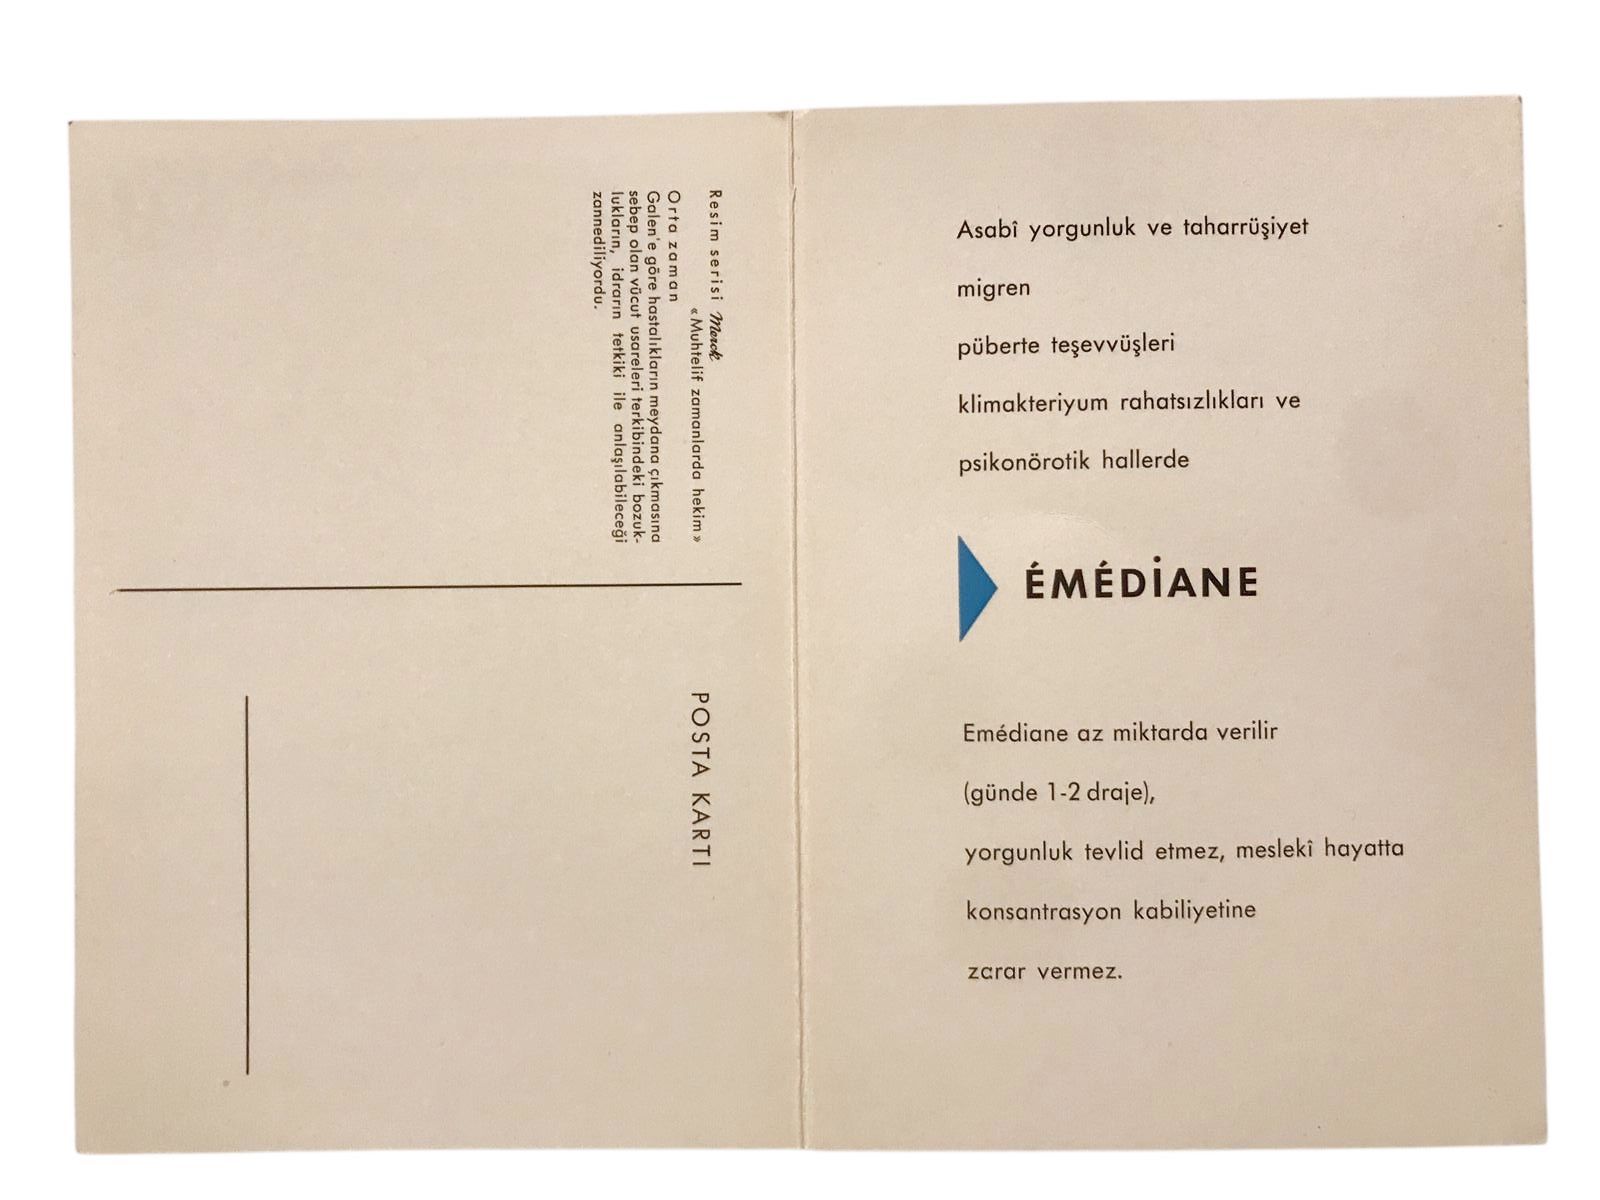 Resim serisi Merck
«Muhtelif zamanlarda hekim»
Orta zaman
Galen'e göre hastalıkların meydana çıkmasına
sebep olan vücut usareleri terkibindeki bozuk-
lukların, idrarın tetkiki ile anlaşılabileceği
zannediliyordu.
POSTA KARTI
Asabî yorgunluk ve taharrüşiyet
migren
püberte teşevvüşleri
klimakteriyum rahatsızlıkları ve
psikonörotik hallerde
ÉMÉDİANE
Emédiane az miktarda verilir
(günde 1-2 draje),
yorgunluk tevlid etmez, meslekî hayatta
konsantrasyon kabiliyetine
zarar vermez.